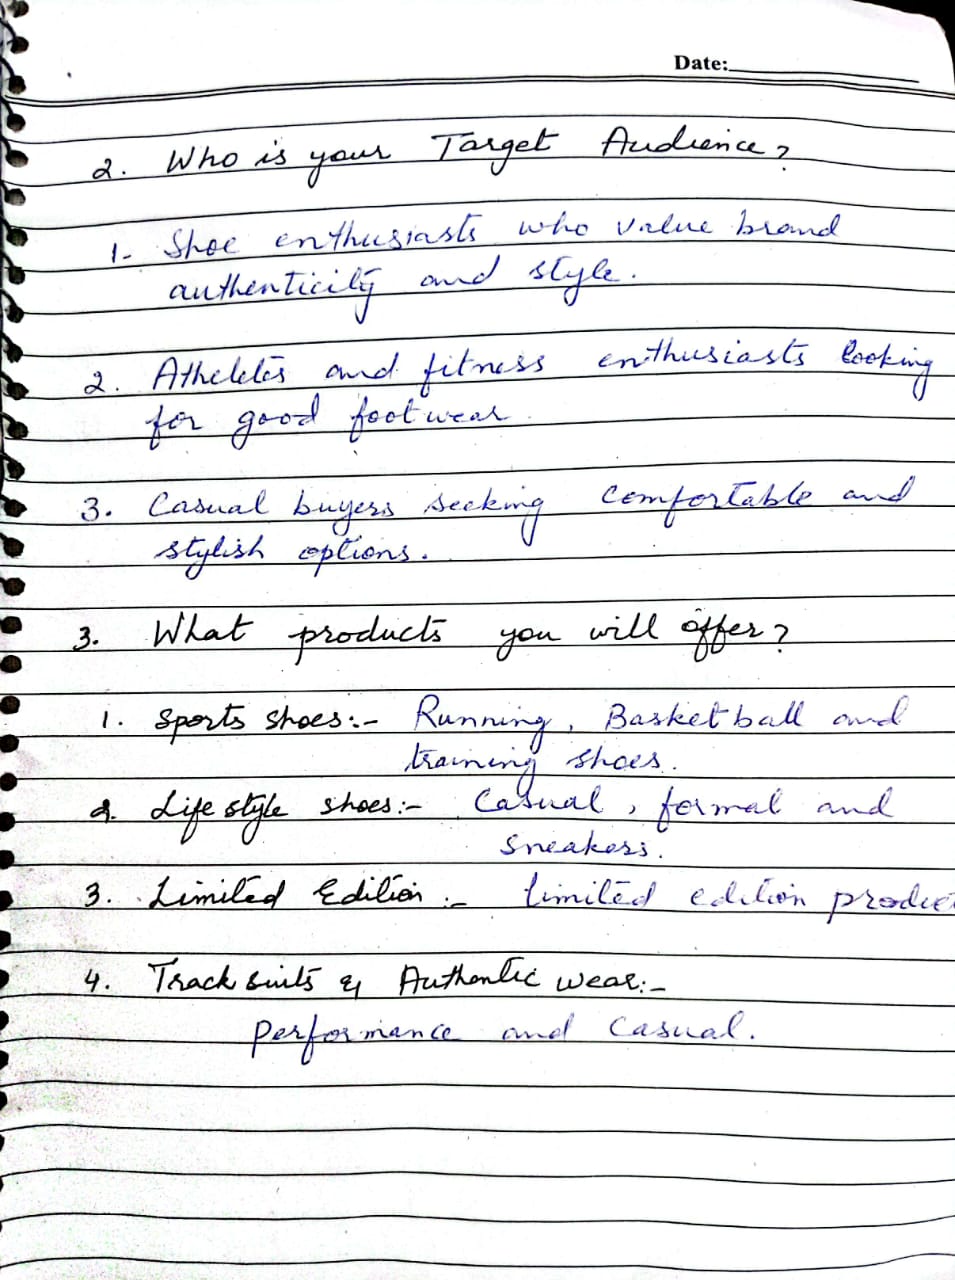 Date:
2. Who is your Target Audience?
1- Shoe enthusiasts who value brand
authenticity and style.
2. Atheletes and fitness enthusiasts looking
for good footwear
3. Casual buyers seeking comfortable and
stylish options.
3. What products you will offer?
1. Sports shoes:- Running, Basketball and
training shoes.
2. Life style shoes:- Casual, formal and
sneakers.
3. Limited Edition :- limited edition
4. Track suits & Authentic wear:-
performance and casual.